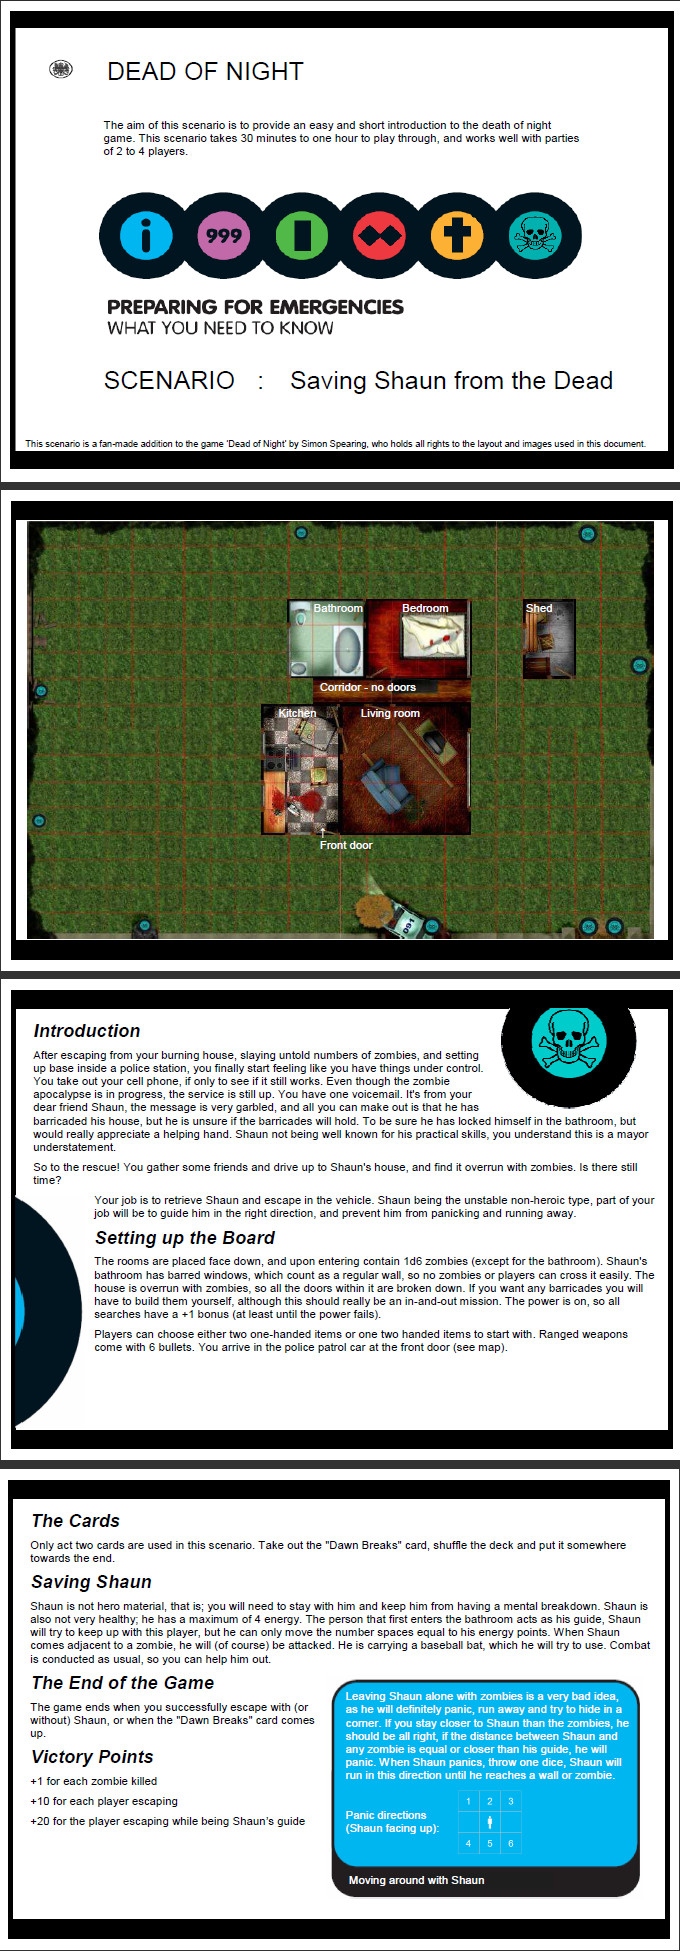 DEAD OF NIGHT
The aim of this scenario is to provide an easy and short introduction to the death of night
game. This scenario takes 30 minutes to one hour to play through, and works well with parties
of 2 to 4 players.
999
PREPARING FOR EMERGENCIES
WHAT YOU NEED TO KNOW
SCENARIO : Saving Shaun from the Dead
This scenario is a fan-made addition to the game 'Dead of Night' by Simon Spearing, who holds all rights to the layout and images used in this document.
Bathroom Bedroom Shed
Corridor - no doors
Kitchen Living room
Front door
091
Introduction
After escaping from your burning house, slaying untold numbers of zombies, and setting
up base inside a police station, you finally start feeling like you have things under control.
You take out your cell phone, if only to see if it still works. Even though the zombie
apocalypse is in progress, the service is still up. You have one voicemail. It's from your
dear friend Shaun, the message is very garbled, and all you can make out is that he has
barricaded his house, but he is unsure if the barricades will hold. To be sure he has locked himself in the bathroom, but
would really appreciate a helping hand. Shaun not being well known for his practical skills, you understand this is a mayor
understatement.
So to the rescue! You gather some friends and drive up to Shaun's house, and find it overrun with zombies. Is there still
time?
Your job is to retrieve Shaun and escape in the vehicle. Shaun being the unstable non-heroic type, part of your
job will be to guide him in the right direction, and prevent him from panicking and running away.
Setting up the Board
The rooms are placed face down, and upon entering contain 1d6 zombies (except for the bathroom). Shaun's
bathroom has barred windows, which count as a regular wall, so no zombies or players can cross it easily. The
house is overrun with zombies, so all the doors within it are broken down. If you want any barricades you will
have to build them yourself, although this should really be an in-and-out mission. The power is on, so all
searches have a +1 bonus (at least until the power fails).
Players can choose either two one-handed items or one two handed items to start with. Ranged weapons
come with 6 bullets. You arrive in the police patrol car at the front door (see map).
The Cards
Only act two cards are used in this scenario. Take out the "Dawn Breaks" card, shuffle the deck and put it somewhere
towards the end.
Saving Shaun
Shaun is not hero material, that is; you will need to stay with him and keep him from having a mental breakdown. Shaun is
also not very healthy; he has a maximum of 4 energy. The person that first enters the bathroom acts as his guide, Shaun
will try to keep up with this player, but he can only move the number spaces equal to his energy points. When Shaun
comes adjacent to a zombie, he will (of course) be attacked. He is carrying a baseball bat, which he will try to use. Combat
is conducted as usual, so you can help him out.
The End of the Game
The game ends when you successfully escape with (or
without) Shaun, or when the "Dawn Breaks" card comes
up.
Victory Points
+1 for each zombie killed
+10 for each player escaping
+20 for the player escaping while being Shaun's guide
Leaving Shaun alone with zombies is a very bad idea,
as he will definitely panic, run away and try to hide in a
corner. If you stay closer to Shaun than the zombies, he
should be all right, if the distance between Shaun and
any zombie is equal or closer than his guide, he will
panic. When Shaun panics, throw one dice, Shaun will
run in this direction until he reaches a wall or zombie.
Panic directions
(Shaun facing up):
1 2 3
4 5 6
Moving around with Shaun